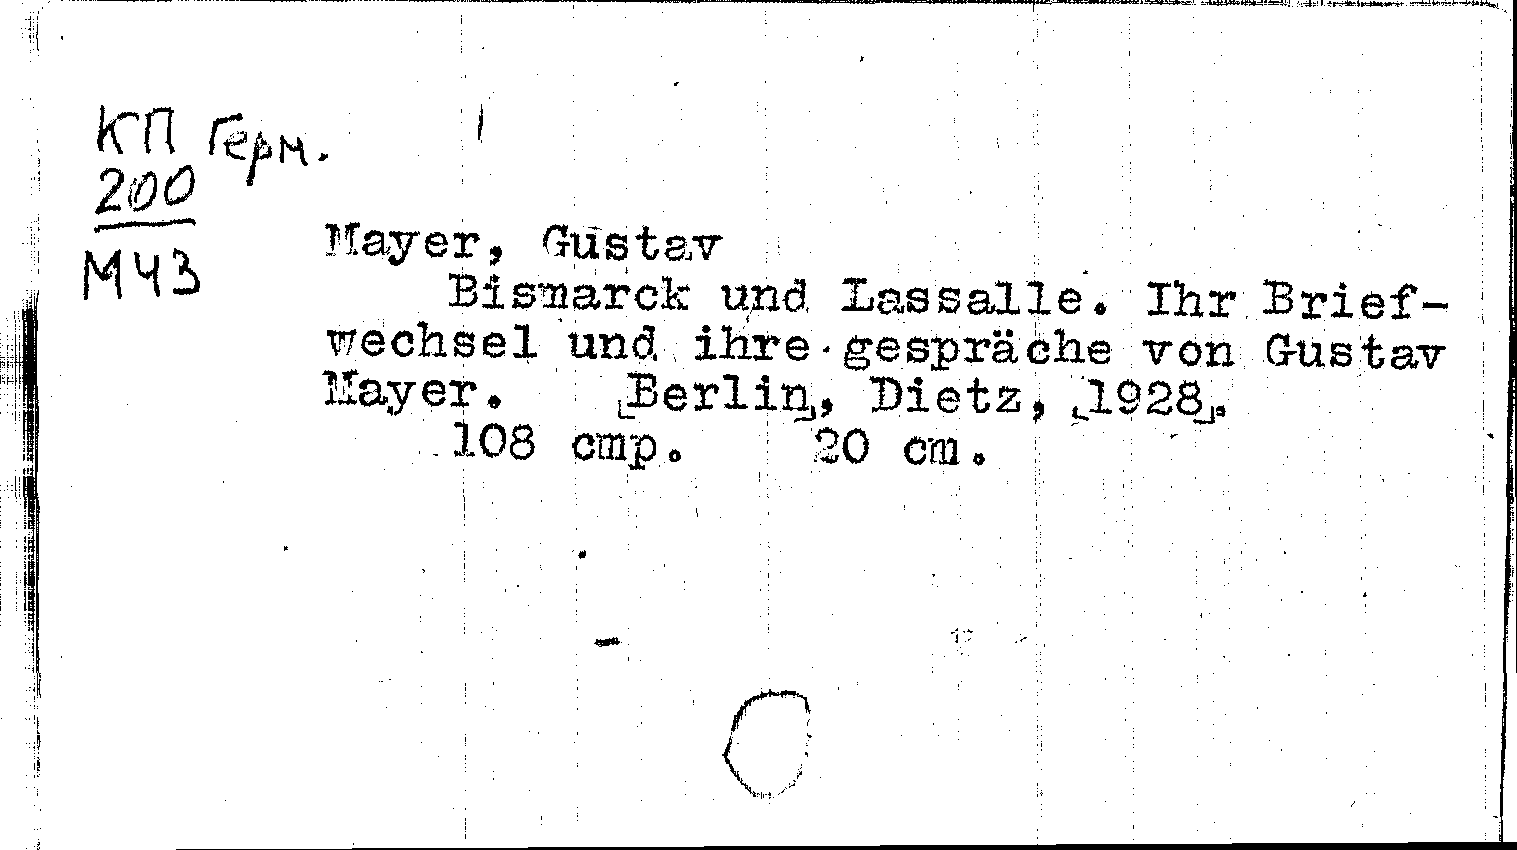 КП Герм.
200
М43
Mayer, Gustav
Bismarck und Lassalle. Ihr Brief-
wechsel und ihre gespräche von Gustav
Mayer. [Berlin], Dietz, [1928].
108 cmp. 20 cm.